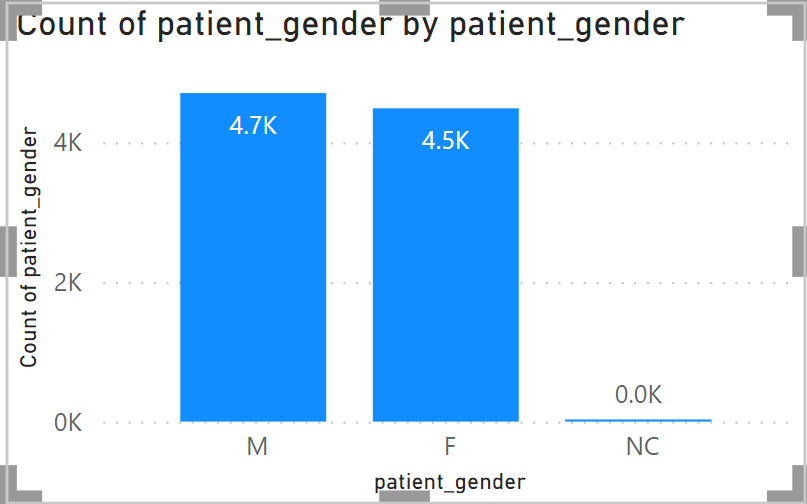 Count of patient_gender by patient_gender
Count of patient_gender
4K
2K
0K
4.7K
4.5K
0.0K
M
F
NC
patient_gender